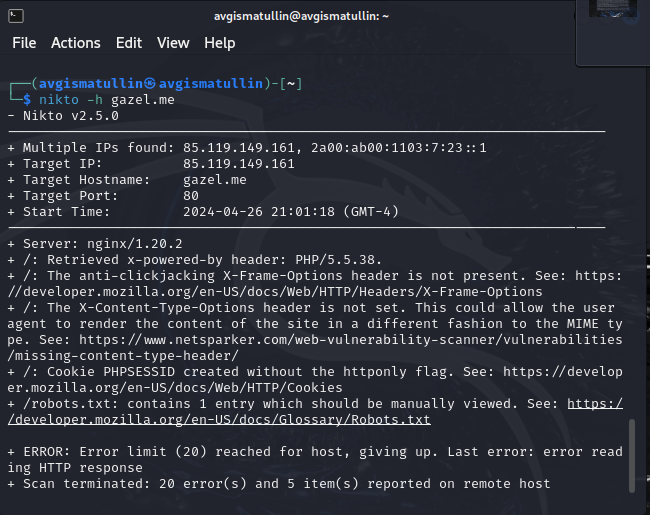 avgismatullin@avgismatullin: ~
File Actions Edit View Help
┌──(avgismatullin㉿avgismatullin)-[~]
└─$ nikto -h gazel.me
- Nikto v2.5.0
---------------------------------------------------------------------------
+ Multiple IPs found: 85.119.149.161, 2a00:ab00:1103:7:23::1
+ Target IP:          85.119.149.161
+ Target Hostname:    gazel.me
+ Target Port:        80
+ Start Time:         2024-04-26 21:01:18 (GMT-4)
---------------------------------------------------------------------------
+ Server: nginx/1.20.2
+ /: Retrieved x-powered-by header: PHP/5.5.38.
+ /: The anti-clickjacking X-Frame-Options header is not present. See: https:
//developer.mozilla.org/en-US/docs/Web/HTTP/Headers/X-Frame-Options
+ /: The X-Content-Type-Options header is not set. This could allow the user
agent to render the content of the site in a different fashion to the MIME ty
pe. See: https://www.netsparker.com/web-vulnerability-scanner/vulnerabilities
/missing-content-type-header/
+ /: Cookie PHPSESSID created without the httponly flag. See: https://develop
er.mozilla.org/en-US/docs/Web/HTTP/Cookies
+ /robots.txt: contains 1 entry which should be manually viewed. See: https:/
/developer.mozilla.org/en-US/docs/Glossary/Robots.txt
+ ERROR: Error limit (20) reached for host, giving up. Last error: error read
ing HTTP response
+ Scan terminated: 20 error(s) and 5 item(s) reported on remote host